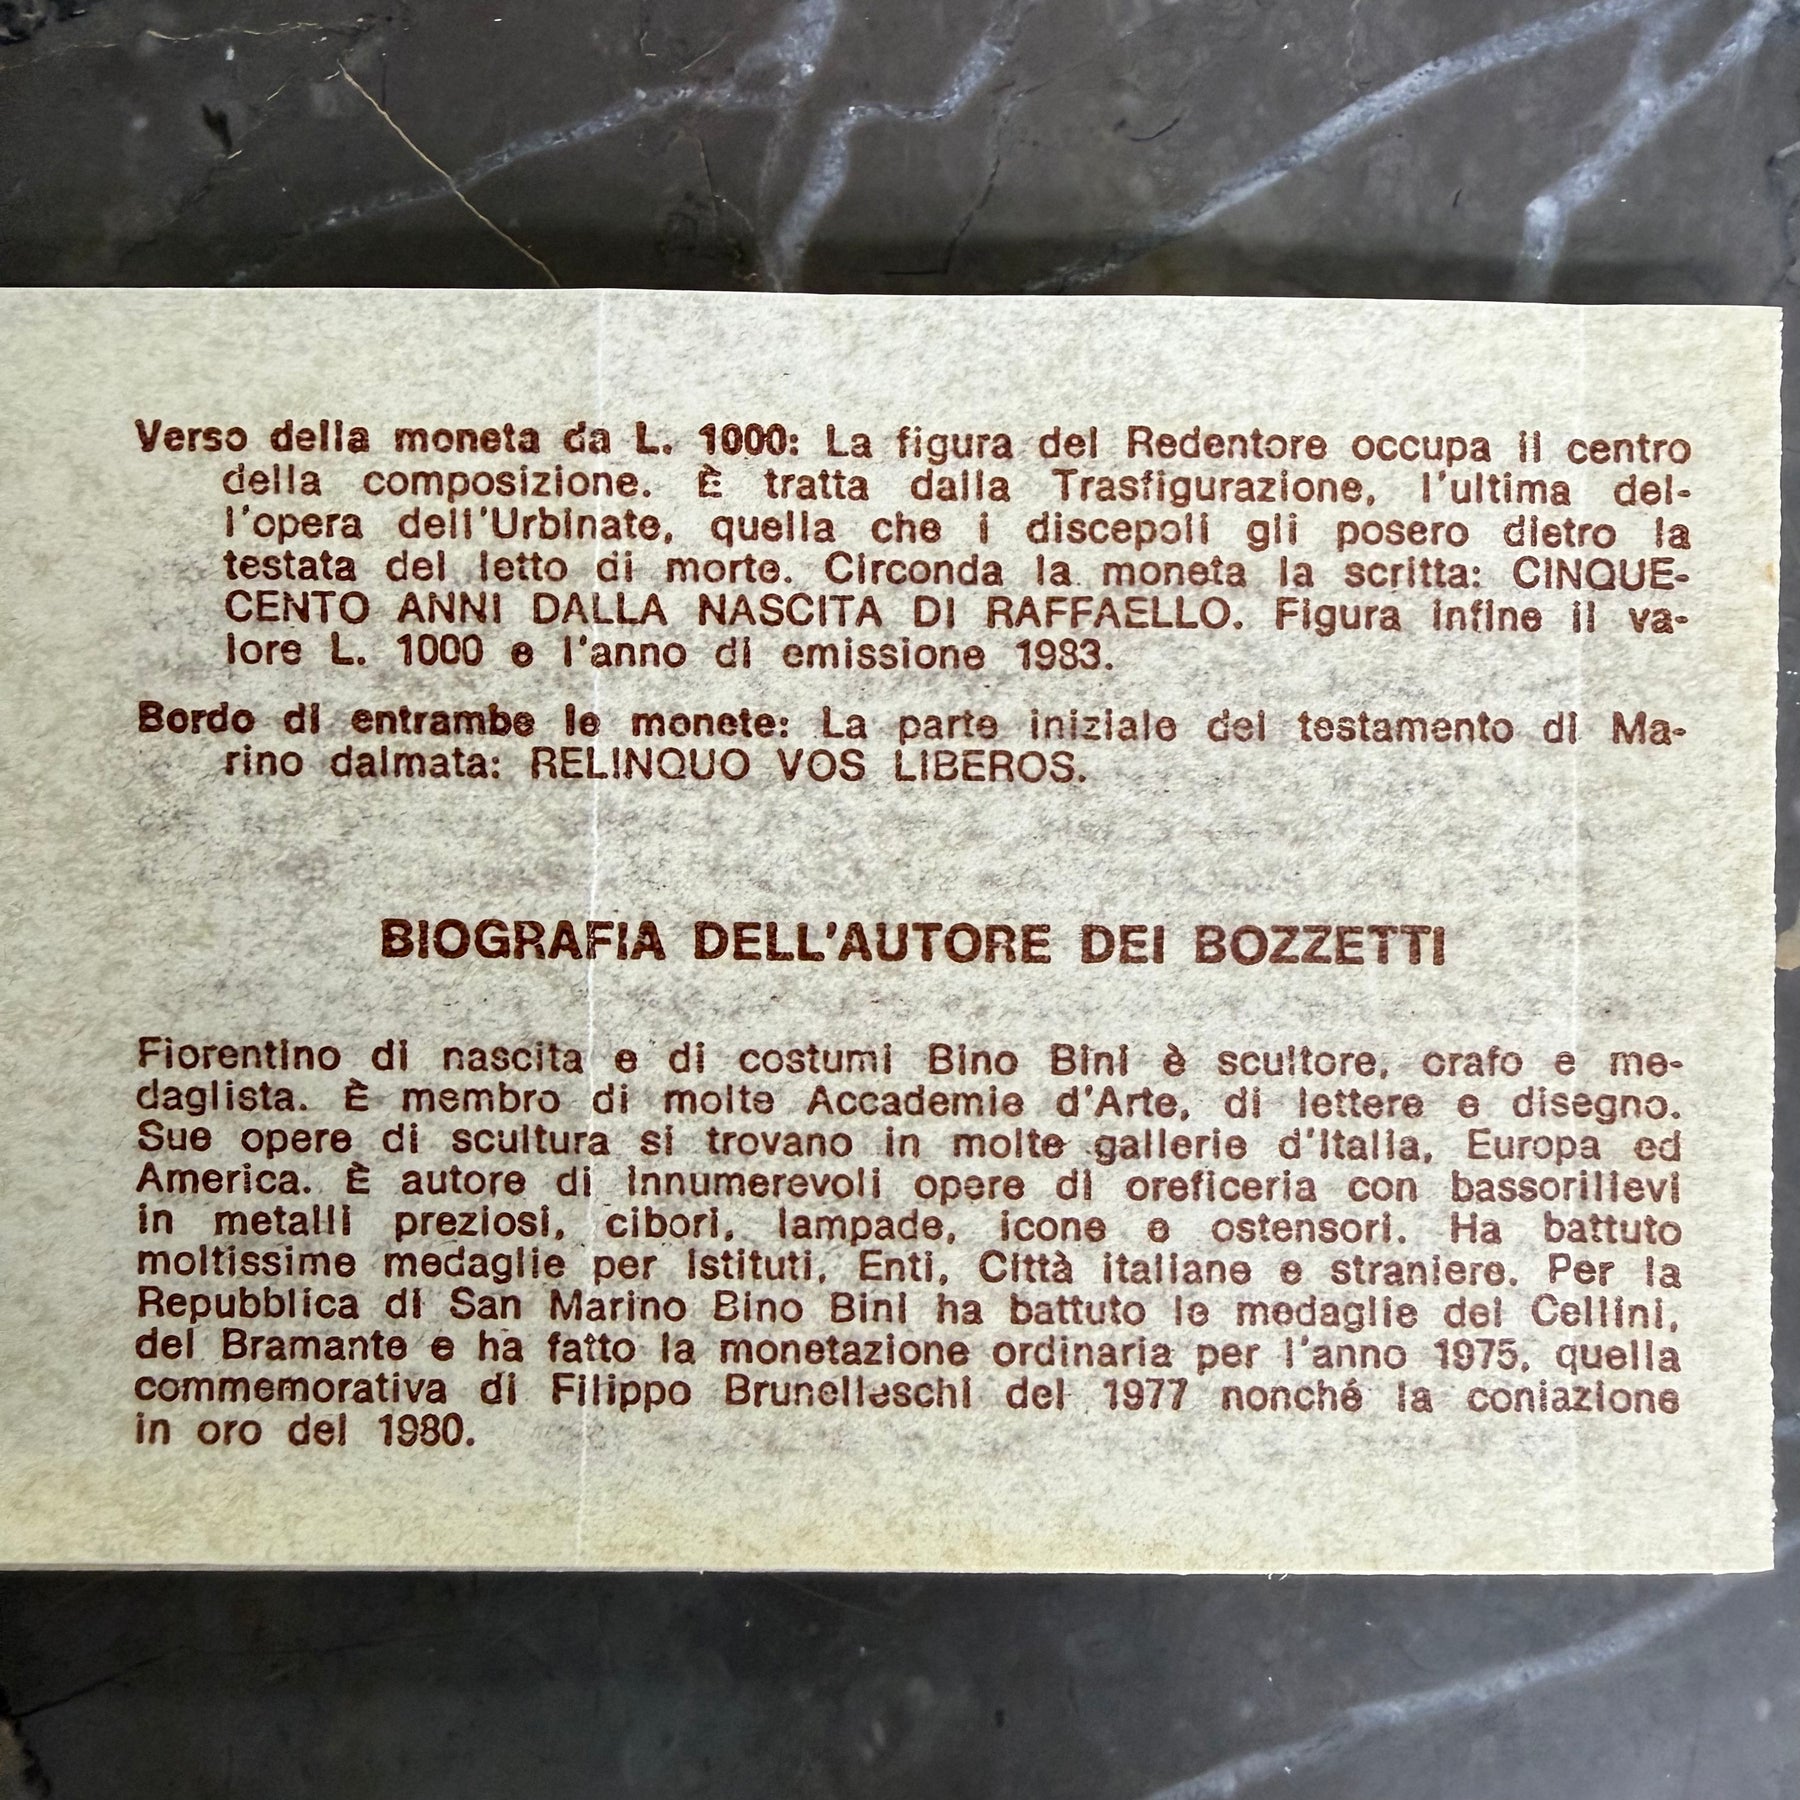 Verso della moneta da L. 1000: La figura del Redentore occupa il centro
della composizione. È tratta dalla Trasfigurazione, l'ultima del-
l'opera dell'Urbinate, quella che i discepoli gli posero dietro la
testata del letto di morte. Circonda la moneta la scritta: CINQUE-
CENTO ANNI DALLA NASCITA DI RAFFAELLO. Figura infine il va-
lore L. 1000 e l'anno di emissione 1983.
Bordo di entrambe le monete: La parte iniziale del testamento di Ma-
rino dalmata: RELINQUO VOS LIBEROS.
BIOGRAFIA DELL'AUTORE DEI BOZZETTI
Fiorentino di nascita e di costumi Bino Bini è scultore, orafo e me-
daglista. È membro di molte Accademie d'Arte, di lettere e disegno.
Sue opere di scultura si trovano in molte gallerie d'Italia, Europa ed
America. È autore di innumerevoli opere di oreficeria con bassorilievi
in metalli preziosi, cibori, lampade, icone e ostensori. Ha battuto
moltissime medaglie per Istituti, Enti, Città italiane e straniere. Per la
Repubblica di San Marino Bino Bini ha battuto le medaglie del Cellini,
del Bramante e ha fatto la monetazione ordinaria per l'anno 1975, quella
commemorativa di Filippo Brunelleschi del 1977 nonché la coniazione
in oro del 1980.